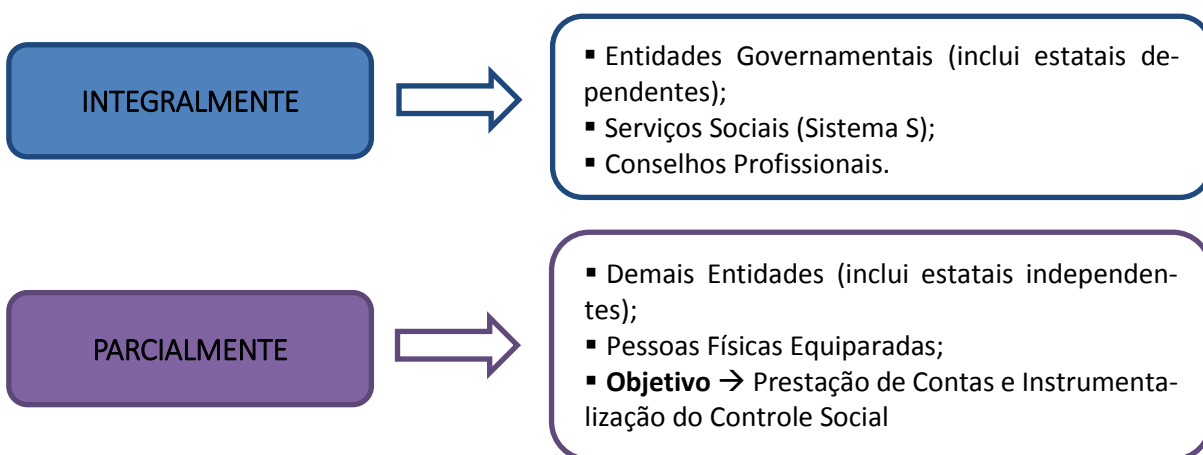 INTEGRALMENTE
▪ Entidades Governamentais (inclui estatais de-
pendentes);
▪ Serviços Sociais (Sistema S);
▪ Conselhos Profissionais.
PARCIALMENTE
▪ Demais Entidades (inclui estatais independen-
tes);
▪ Pessoas Físicas Equiparadas;
▪ Objetivo → Prestação de Contas e Instrumenta-
lização do Controle Social